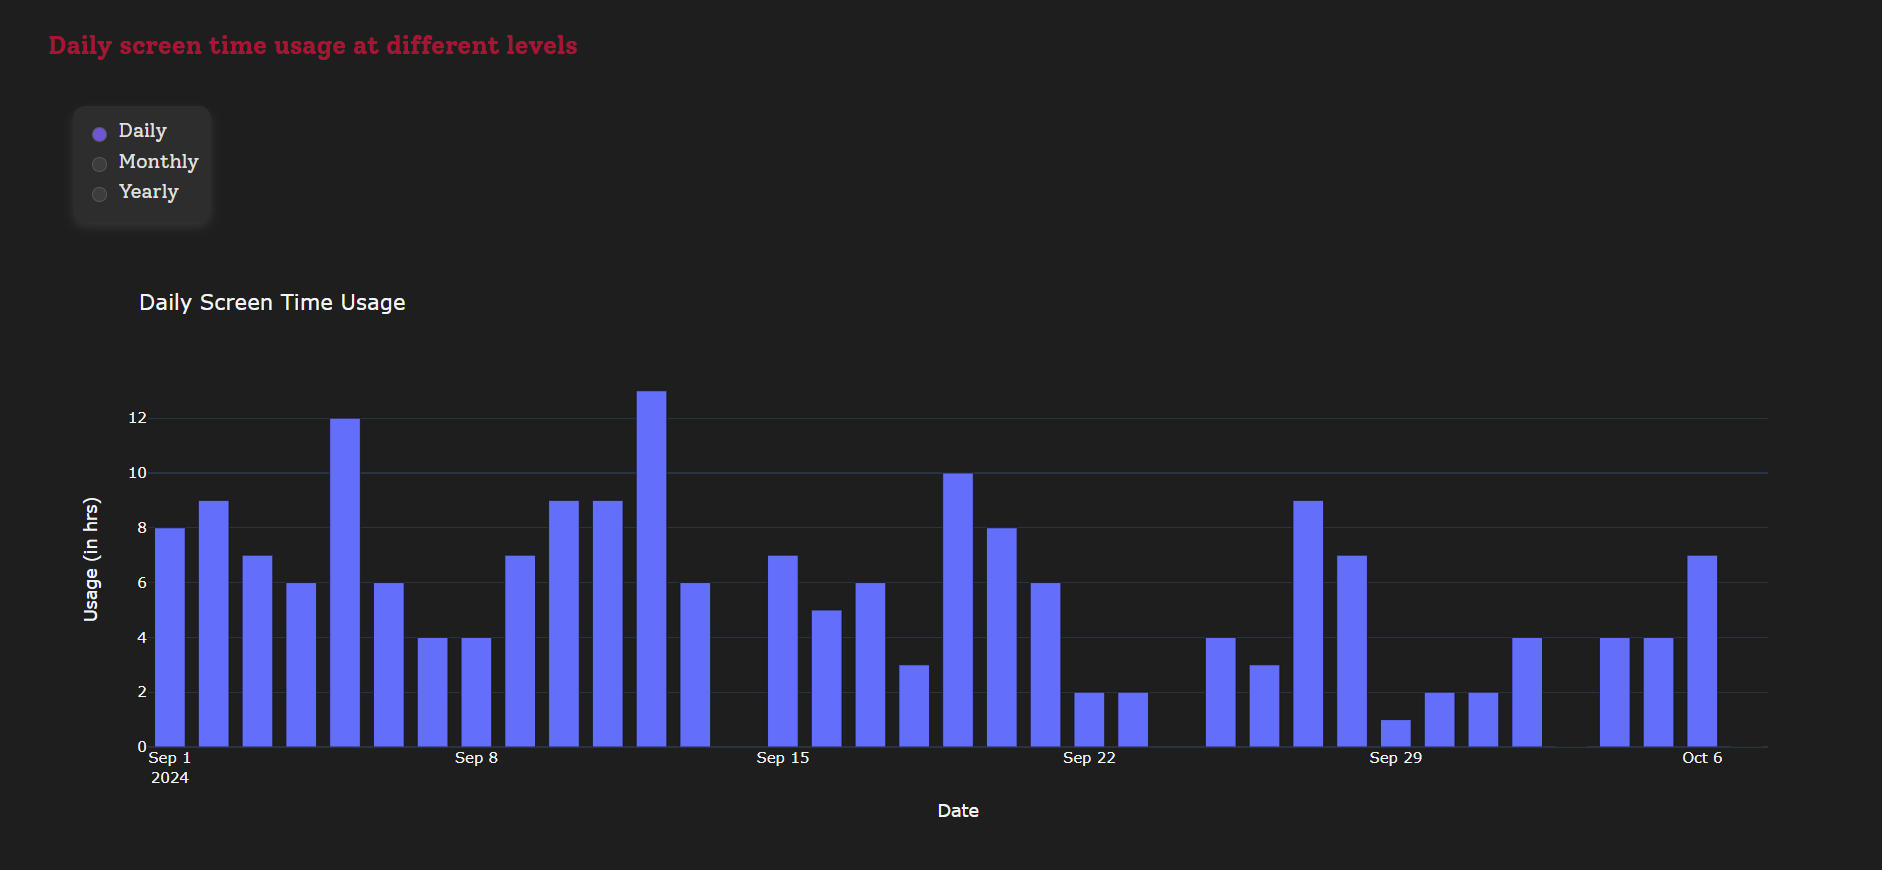 Daily screen time usage at different levels
Daily
Monthly
Yearly
Daily Screen Time Usage
12
10
8
6
4
2
0
Usage (in hrs)
Sep 1 Sep 8 Sep 15 Sep 22 Sep 29 Oct 6
2024
Date